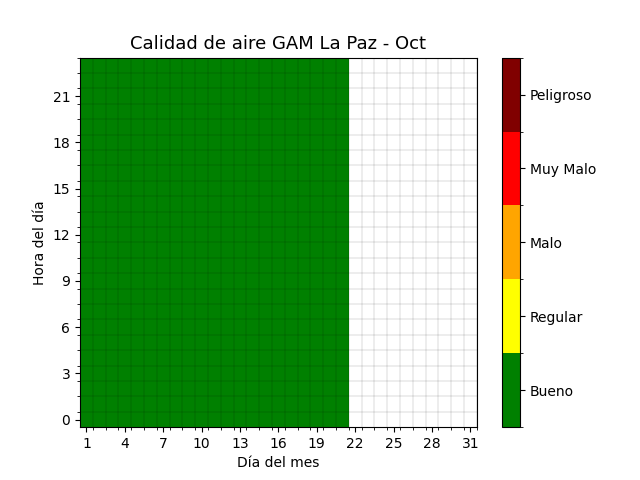 Calidad de aire GAM La Paz - Oct
Hora del día
21
18
15
12
9
6
3
0
1 4 7 10 13 16 19 22 25 28 31
Día del mes
Peligroso
Muy Malo
Malo
Regular
Bueno